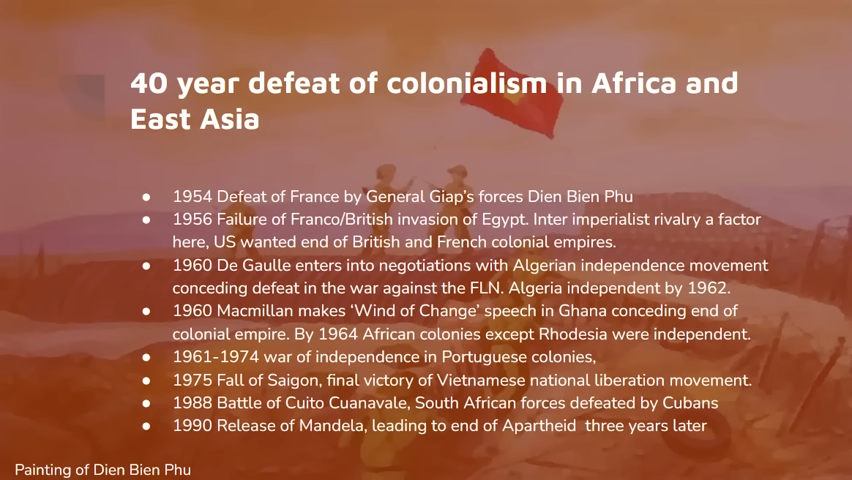 40 year defeat of colonialism in Africa and
East Asia
● 1954 Defeat of France by General Giap's forces Dien Bien Phu
● 1956 Failure of Franco/British invasion of Egypt. Inter imperialist rivalry a factor
here, US wanted end of British and French colonial empires.
● 1960 De Gaulle enters into negotiations with Algerian independence movement
conceding defeat in the war against the FLN. Algeria independent by 1962.
● 1960 Macmillan makes 'Wind of Change' speech in Ghana conceding end of
colonial empire. By 1964 African colonies except Rhodesia were independent.
● 1961-1974 war of independence in Portuguese colonies,
● 1975 Fall of Saigon, final victory of Vietnamese national liberation movement.
● 1988 Battle of Cuito Cuanavale, South African forces defeated by Cubans
● 1990 Release of Mandela, leading to end of Apartheid  three years later
Painting of Dien Bien Phu